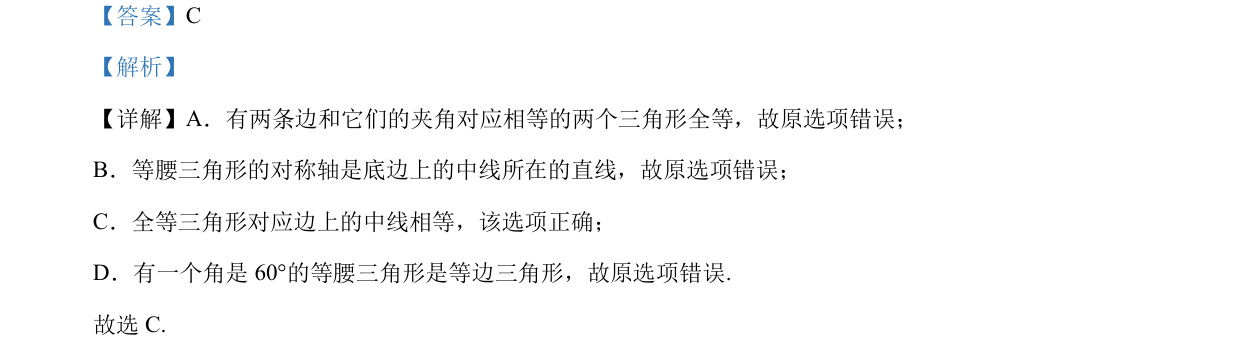 【答案】C
【解析】
【详解】A．有两条边和它们的夹角对应相等的两个三角形全等，故原选项错误；
B．等腰三角形的对称轴是底边上的中线所在的直线，故原选项错误；
C．全等三角形对应边上的中线相等，该选项正确；
D．有一个角是 60°的等腰三角形是等边三角形，故原选项错误.
故选 C.